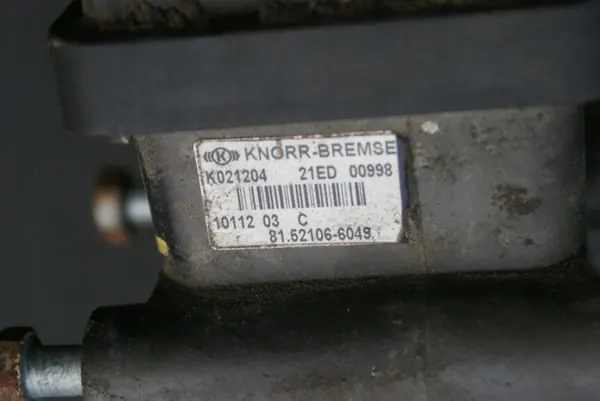 KNORR-BREMSE
K021204 21ED 00998
10112 03 C
81.52106-6049